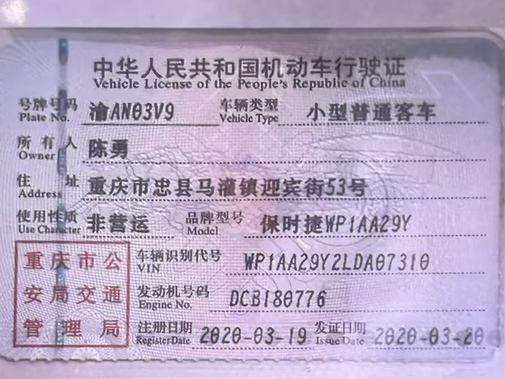 中华人民共和国机动车行驶证
Vehicle License of the People's Republic of China
号牌号码 渝AN03V9 车辆类型 小型普通客车
Plate No. Vehicle Type
所有人 陈勇
Owner
住址 重庆市忠县马灌镇迎宾街53号
Address
使用性质 非营运 品牌型号 保时捷WP1AA29Y
Use Character Model
重庆市公
安局交通
管理局
车辆识别代号 WP1AA29Y2LDA07310
VIN
发动机号码 DCB180776
Engine No.
注册日期 2020-03-19 发证日期 2020-03-20
Register Date Issue Date